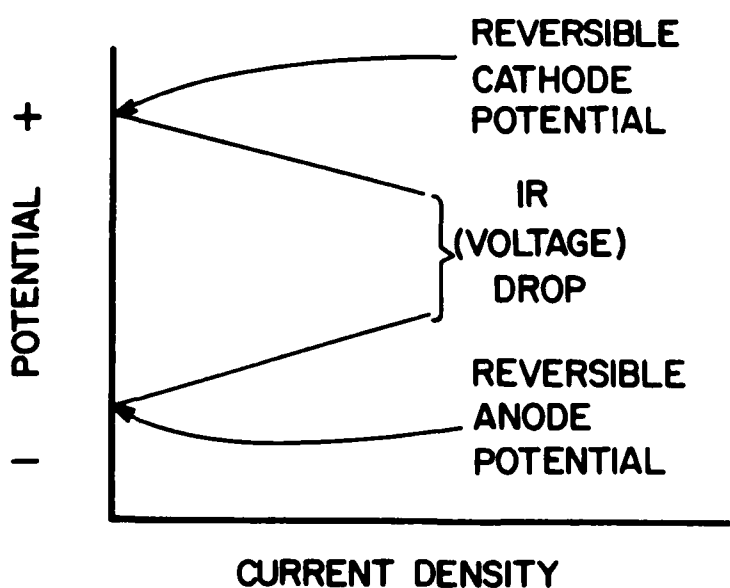 REVERSIBLE
CATHODE
POTENTIAL
+
POTENTIAL
–
IR
(VOLTAGE)
DROP
REVERSIBLE
ANODE
POTENTIAL
CURRENT DENSITY